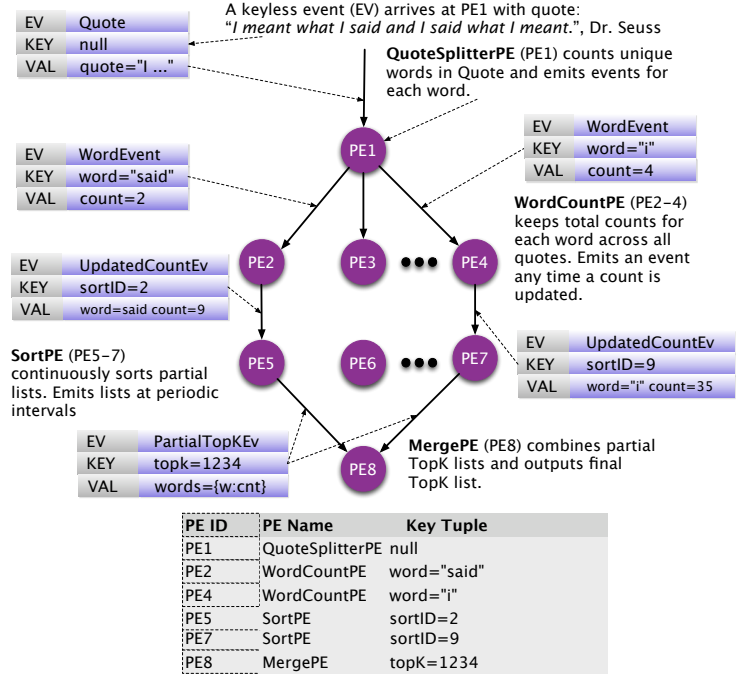 A keyless event (EV) arrives at PE1 with quote:
“I meant what I said and I said what I meant.”, Dr. Seuss
EV Quote
KEY null
VAL quote="I ..."
QuoteSplitterPE (PE1) counts unique
words in Quote and emits events for
each word.
PE1
EV WordEvent
KEY word="i"
VAL count=4
EV WordEvent
KEY word="said"
VAL count=2
WordCountPE (PE2-4)
keeps total counts for
each word across all
quotes. Emits an event
any time a count is
updated.
PE2
PE3
PE4
EV UpdatedCountEv
KEY sortID=2
VAL word=said count=9
EV UpdatedCountEv
KEY sortID=9
VAL word="i" count=35
SortPE (PE5-7)
continuously sorts partial
lists. Emits lists at periodic
intervals
PE5
PE6
PE7
EV PartialTopKEv
KEY topk=1234
VAL words={w:cnt}
PE8
MergePE (PE8) combines partial
TopK lists and outputs final
TopK list.
PE ID PE Name Key Tuple
PE1 QuoteSplitterPE null
PE2 WordCountPE word="said"
PE4 WordCountPE word="i"
PE5 SortPE sortID=2
PE7 SortPE sortID=9
PE8 MergePE topK=1234